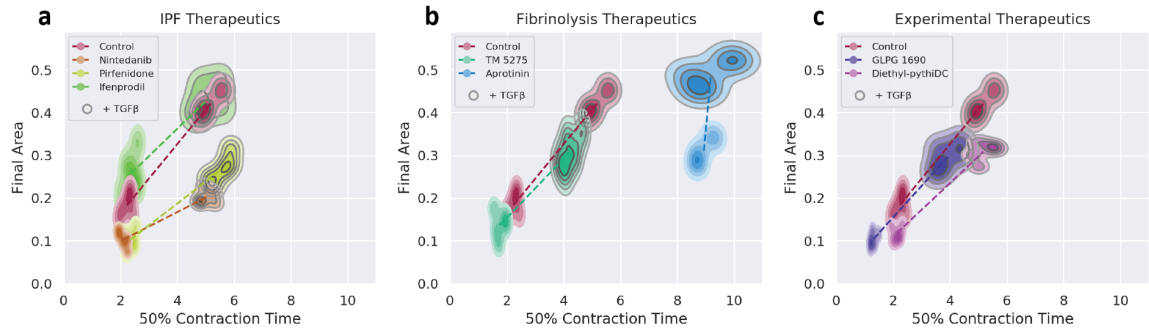 a
IPF Therapeutics
Control
Nintedanib
Pirfenidone
Ifenprodil
+ TGFβ
Final Area
0.5
0.4
0.3
0.2
0.1
0.0
0 2 4 6 8 10
50% Contraction Time
b
Fibrinolysis Therapeutics
Control
TM 5275
Aprotinin
+ TGFβ
Final Area
0.5
0.4
0.3
0.2
0.1
0.0
0 2 4 6 8 10
50% Contraction Time
c
Experimental Therapeutics
Control
GLPG 1690
Diethyl-pythiDC
+ TGFβ
Final Area
0.5
0.4
0.3
0.2
0.1
0.0
0 2 4 6 8 10
50% Contraction Time